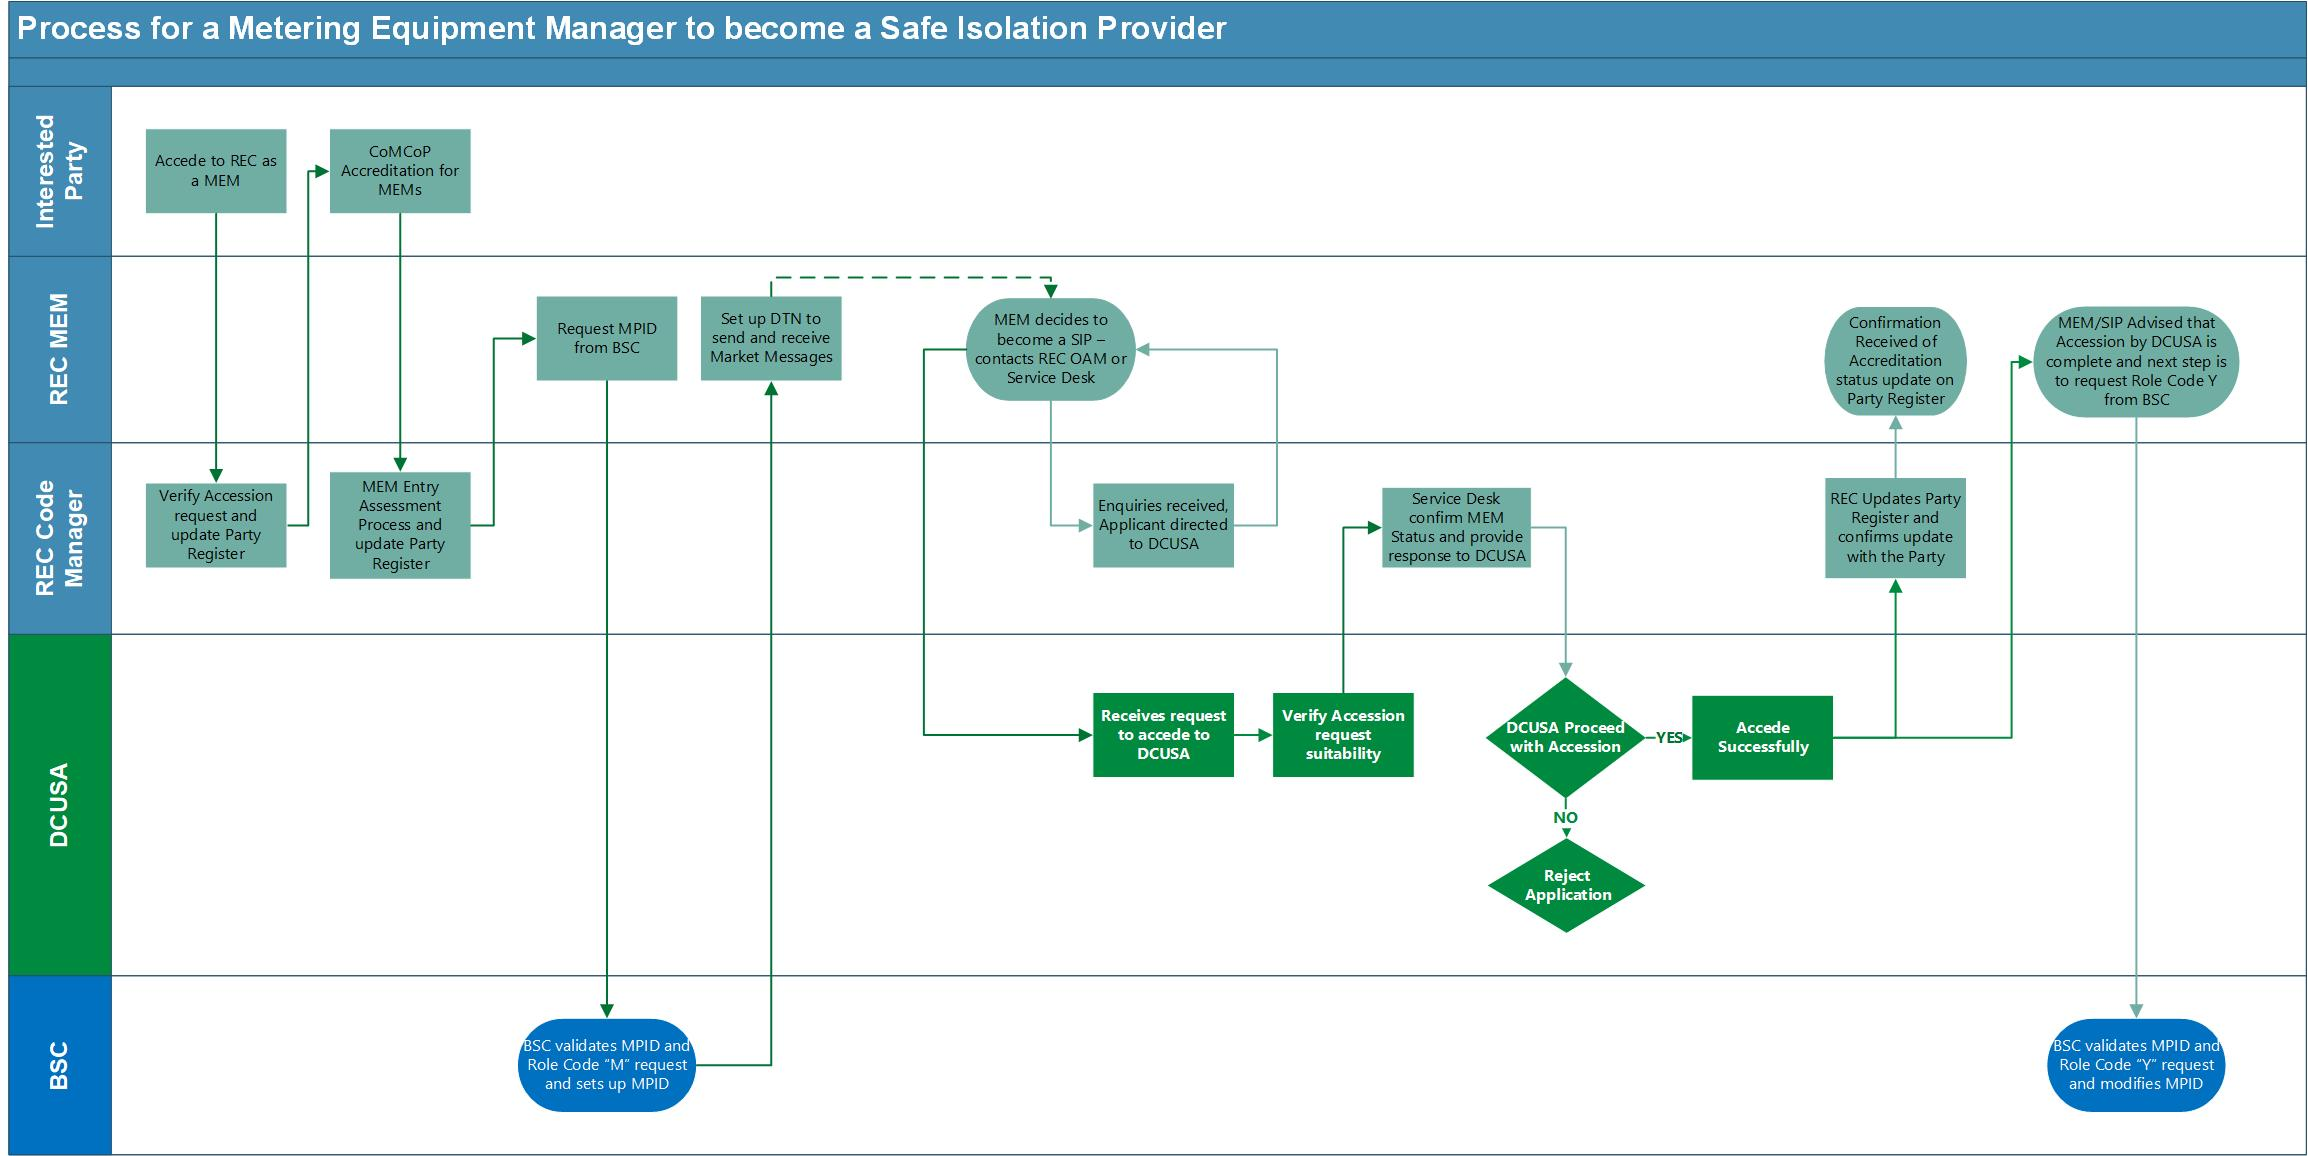 Process for a Metering Equipment Manager to become a Safe Isolation Provider
Interested
Party
Accede to REC as
a MEM
CoMCoP
Accreditation for
MEMs
REC MEM
Request MPID
from BSC
Set up DTN to
send and receive
Market Messages
MEM decides to
become a SIP –
contacts REC OAM or
Service Desk
Confirmation
Received of
Accreditation
status update on
Party Register
MEM/SIP Advised that
Accession by DCUSA is
complete and next step is
to request Role Code Y
from BSC
REC Code
Manager
Verify Accession
request and
update Party
Register
MEM Entry
Assessment
Process and
update Party
Register
Enquiries received,
Applicant directed
to DCUSA
Service Desk
confirm MEM
Status and provide
response to DCUSA
REC Updates Party
Register and
confirms update
with the Party
DCUSA
Receives request
to accede to
DCUSA
Verify Accession
request
suitability
DCUSA Proceed
with Accession
YES
Accede
Successfully
NO
Reject
Application
BSC
BSC validates MPID and
Role Code “M” request
and sets up MPID
BSC validates MPID and
Role Code “Y” request
and modifies MPID